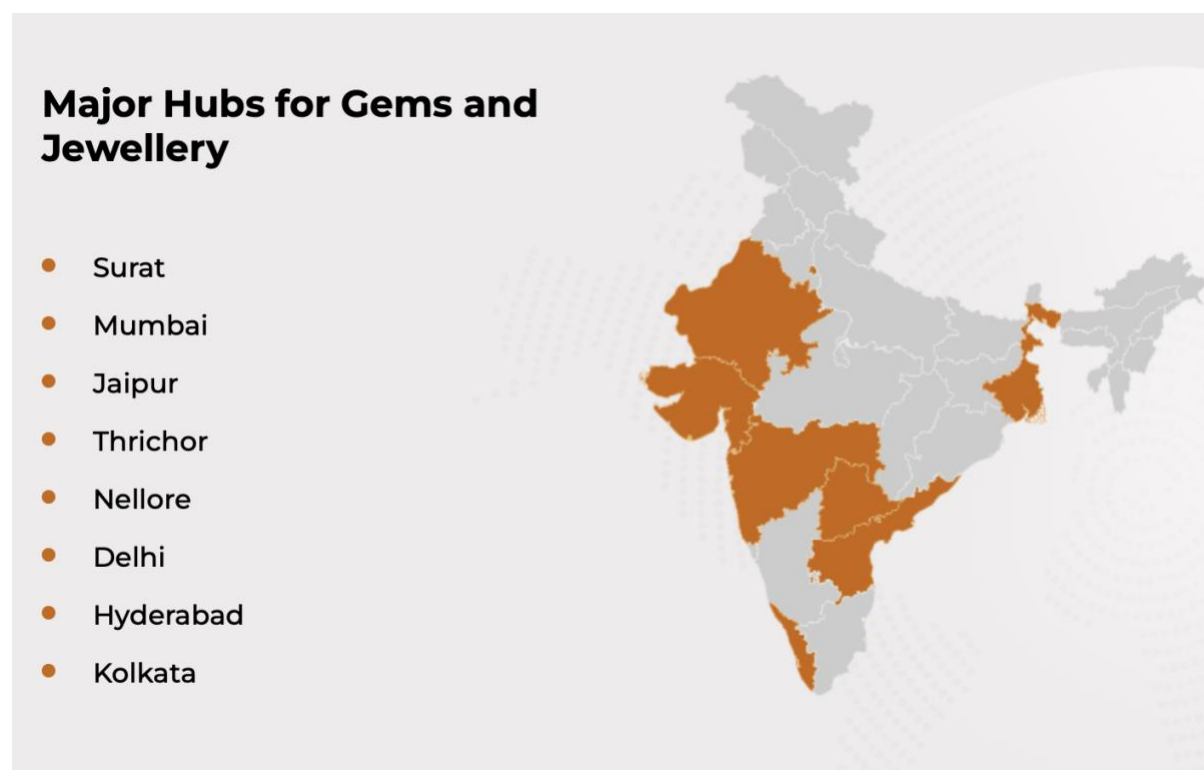 Major Hubs for Gems and
Jewellery
Surat
Mumbai
Jaipur
Thrichor
Nellore
Delhi
Hyderabad
Kolkata